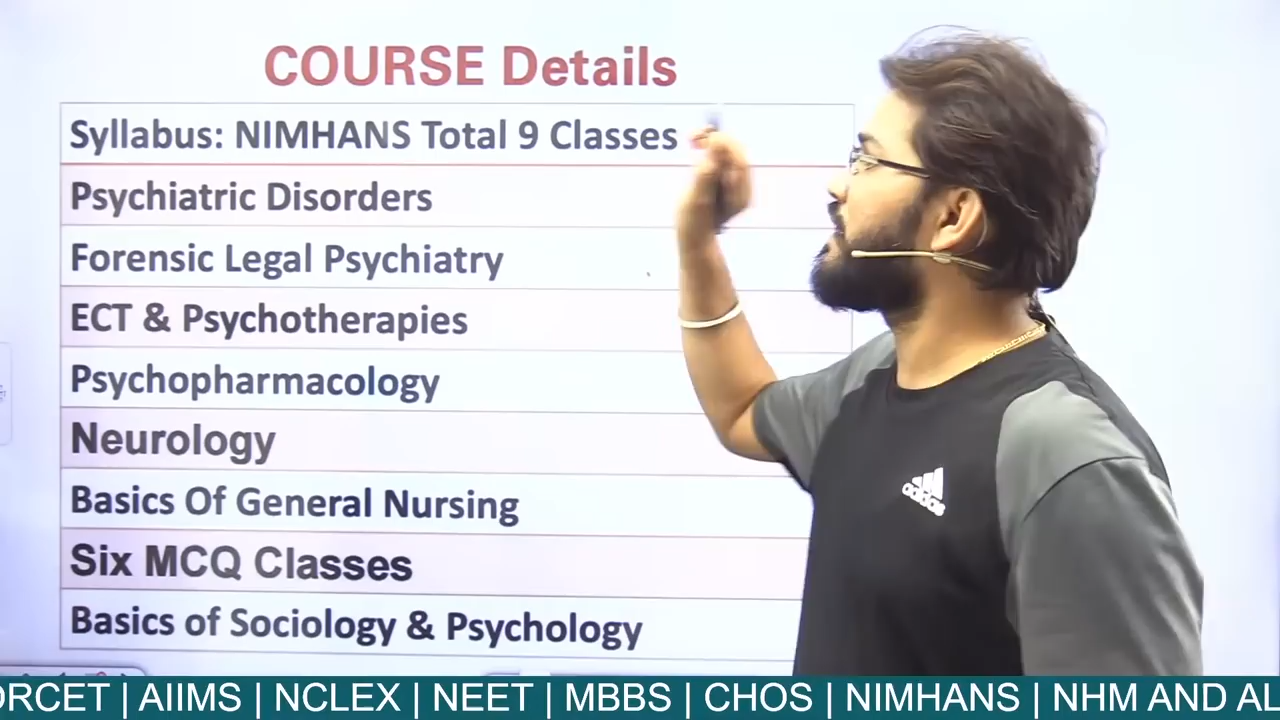 COURSE Details
Syllabus: NIMHANS Total 9 Classes
Psychiatric Disorders
Forensic Legal Psychiatry
ECT & Psychotherapies
Psychopharmacology
Neurology
Basics Of General Nursing
Six MCQ Classes
Basics of Sociology & Psychology
adidas
ORCET | AIIMS | NCLEX | NEET | MBBS | CHOS | NIMHANS | NHM AND AL